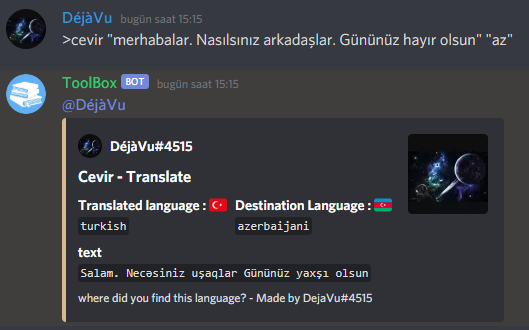 DéjàVu bugün saat 15:15
>cevir "merhabalar. Nasılsınız arkadaşlar. Gününüz hayır olsun" "az"
ToolBox BOT bugün saat 15:15
@DéjàVu
DéjàVu#4515
Cevir - Translate
Translated language : Destination Language :
turkish azerbaijani
text
Salam. Necəsiniz uşaqlar Gününüz yaxşı olsun
where did you find this language? - Made by DejaVu#4515